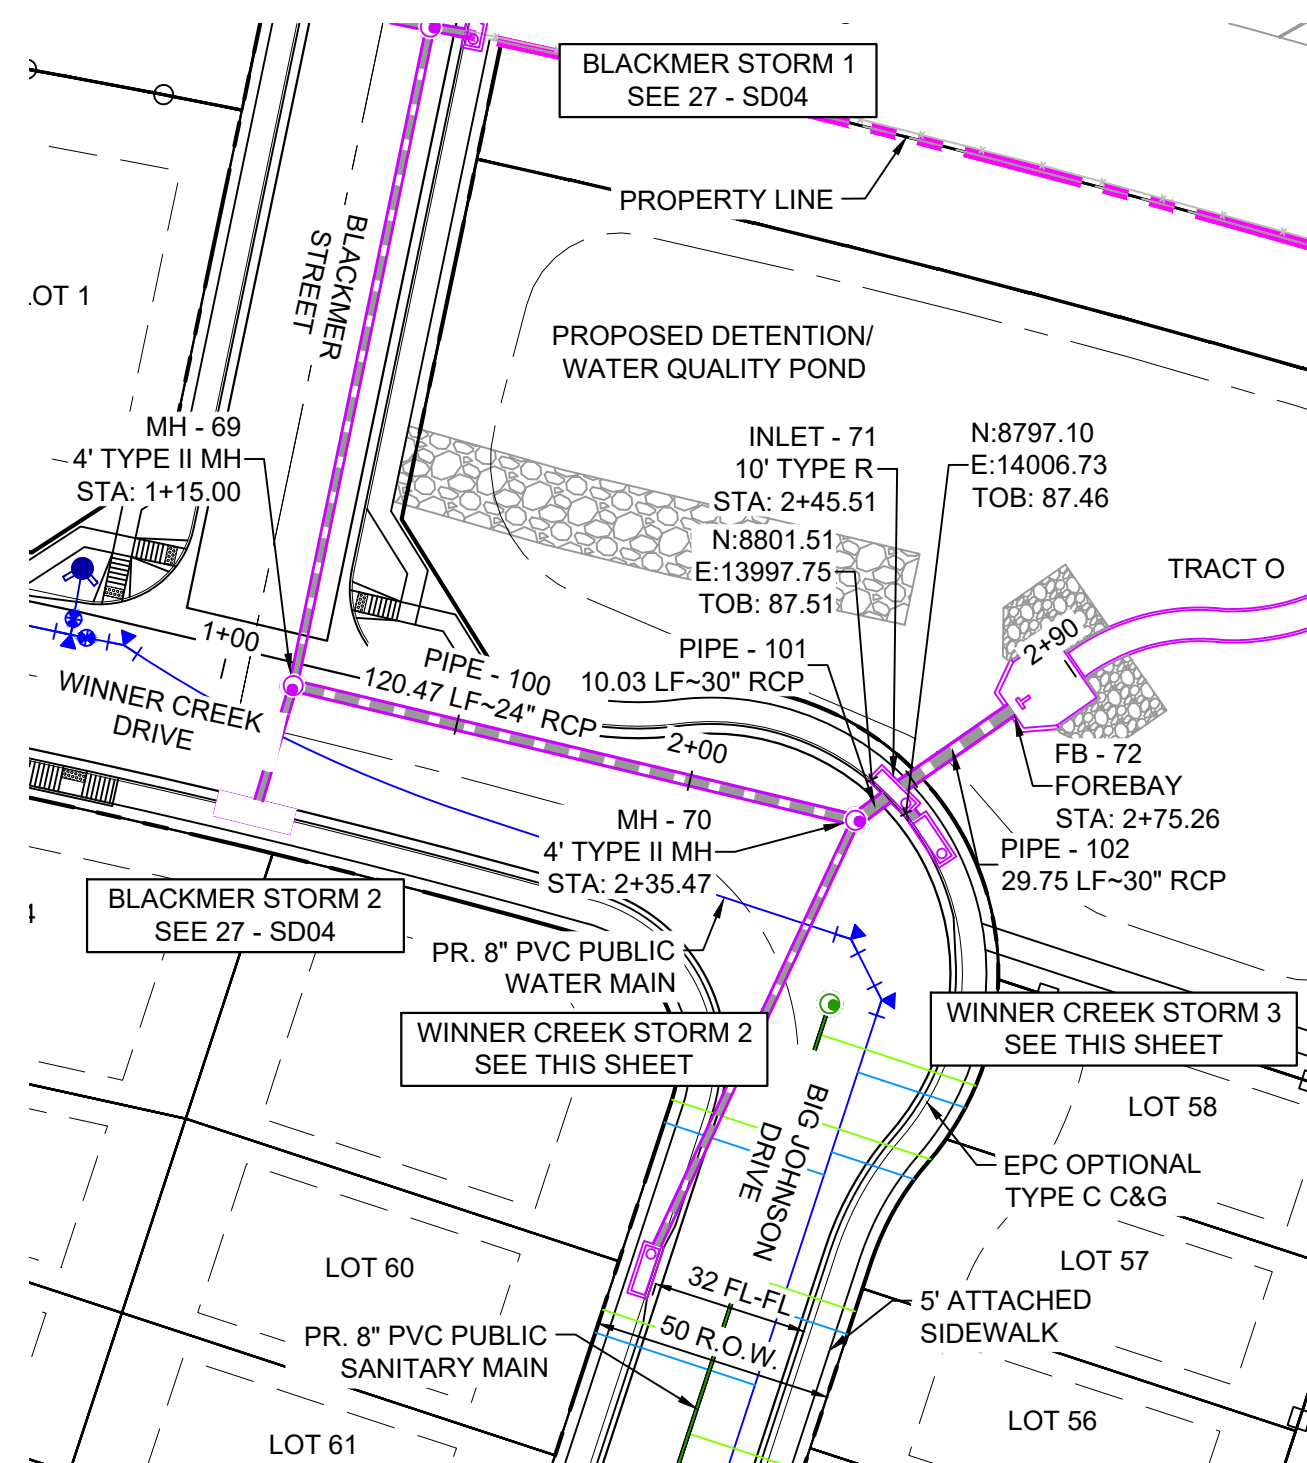 BLACKMER STORM 1
SEE 27 - SD04
PROPERTY LINE
BLACKMER
STREET
LOT 1
PROPOSED DETENTION/
WATER QUALITY POND
MH - 69
4' TYPE II MH
STA: 1+15.00
INLET - 71
10' TYPE R
STA: 2+45.51
N:8797.10
E:14006.73
TOB: 87.46
N:8801.51
E:13997.75
TOB: 87.51
TRACT O
1+00
2+90
PIPE - 100
120.47 LF~24" RCP
PIPE - 101
10.03 LF~30" RCP
WINNER CREEK
DRIVE
2+00
FB - 72
FOREBAY
STA: 2+75.26
MH - 70
4' TYPE II MH
STA: 2+35.47
PIPE - 102
29.75 LF~30" RCP
BLACKMER STORM 2
SEE 27 - SD04
PR. 8" PVC PUBLIC
WATER MAIN
WINNER CREEK STORM 2
SEE THIS SHEET
WINNER CREEK STORM 3
SEE THIS SHEET
BIG JOHNSON
DRIVE
LOT 58
EPC OPTIONAL
TYPE C C&G
LOT 60
LOT 57
32 FL-FL
50 R.O.W.
5' ATTACHED
SIDEWALK
PR. 8" PVC PUBLIC
SANITARY MAIN
LOT 56
LOT 61